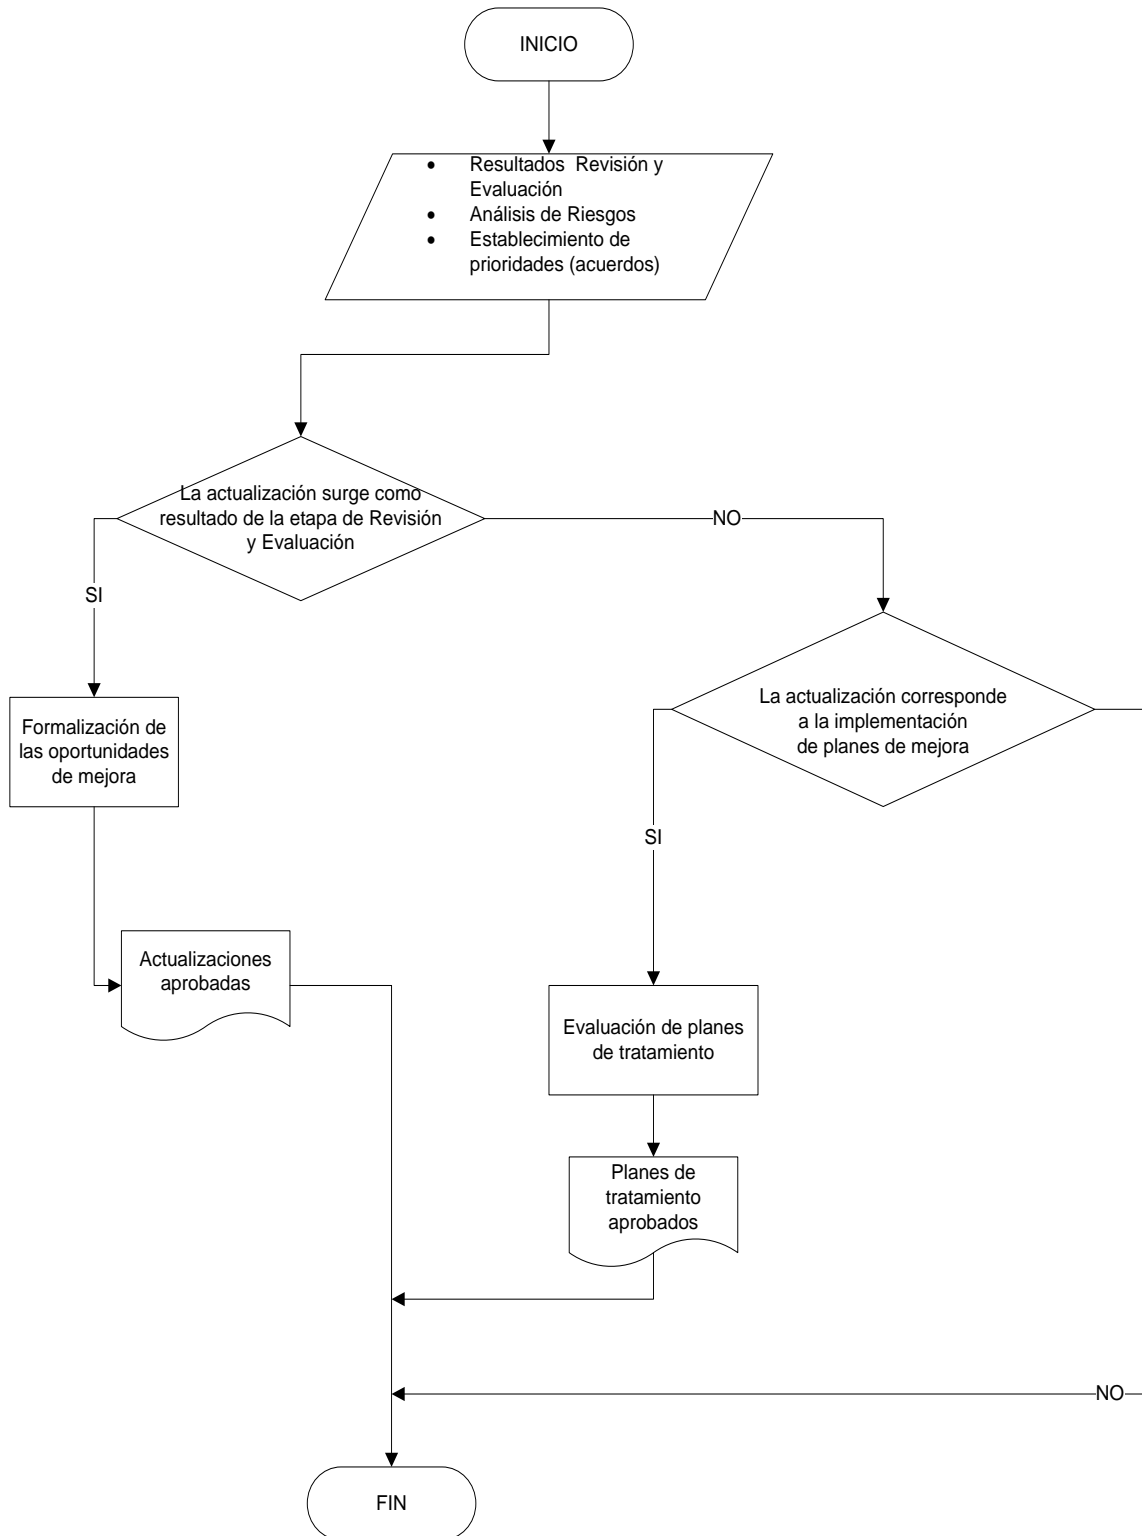 INICIO
• Resultados Revisión y
Evaluación
• Análisis de Riesgos
• Establecimiento de
prioridades (acuerdos)
La actualización surge como
resultado de la etapa de Revisión
y Evaluación
NO
SI
La actualización corresponde
a la implementación
de planes de mejora
Formalización de
las oportunidades
de mejora
SI
Actualizaciones
aprobadas
Evaluación de planes
de tratamiento
Planes de
tratamiento
aprobados
NO
FIN